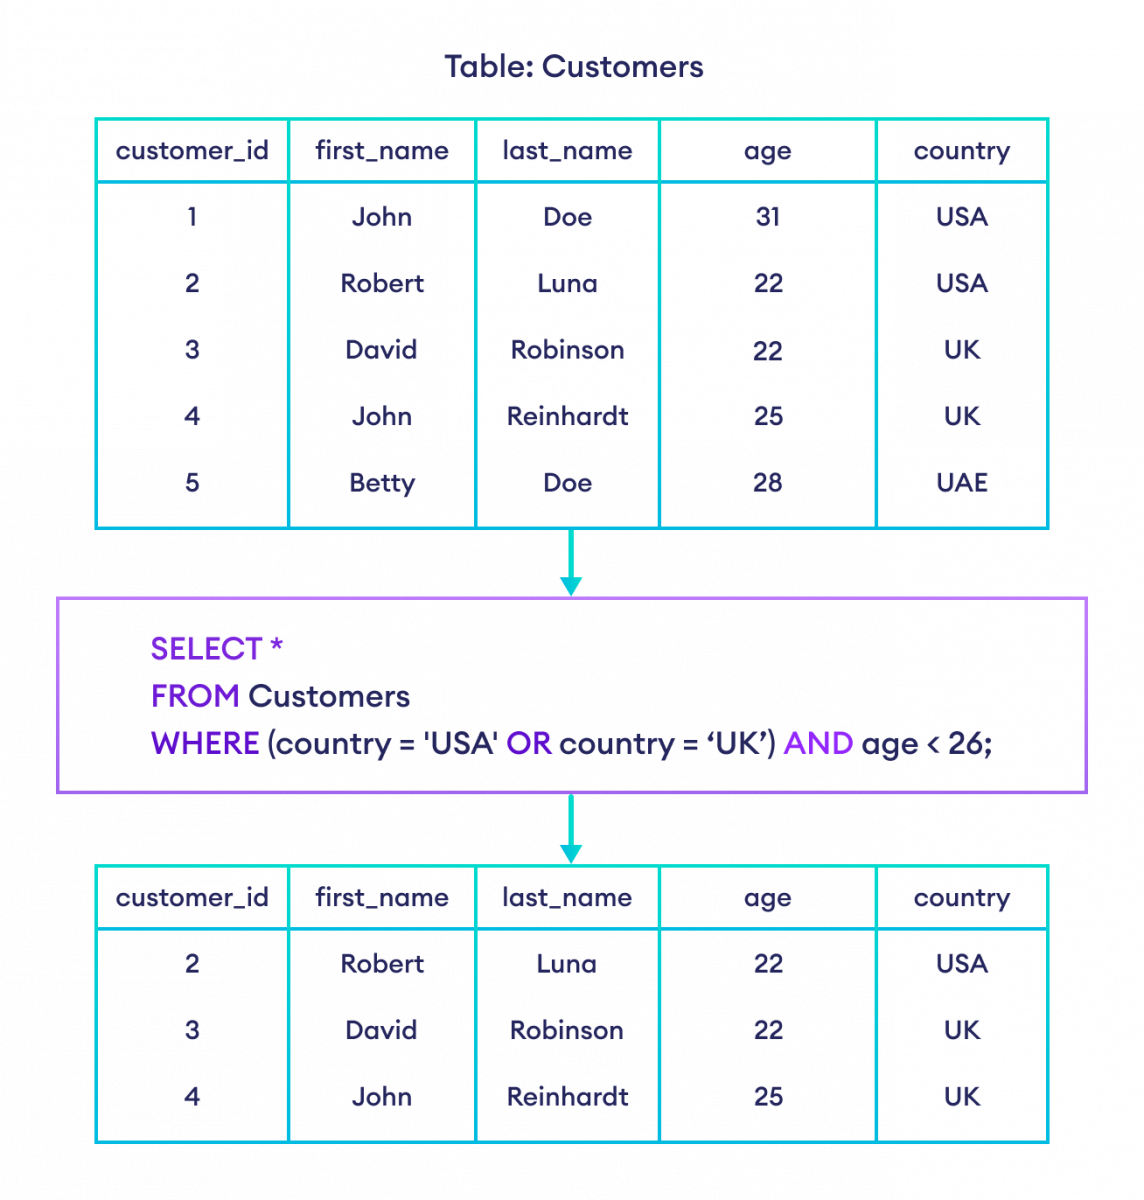 Table: Customers
customer_id first_name last_name age country
1 John Doe 31 USA
2 Robert Luna 22 USA
3 David Robinson 22 UK
4 John Reinhardt 25 UK
5 Betty Doe 28 UAE
SELECT *
FROM Customers
WHERE (country = 'USA' OR country = ‘UK’) AND age < 26;
customer_id first_name last_name age country
2 Robert Luna 22 USA
3 David Robinson 22 UK
4 John Reinhardt 25 UK